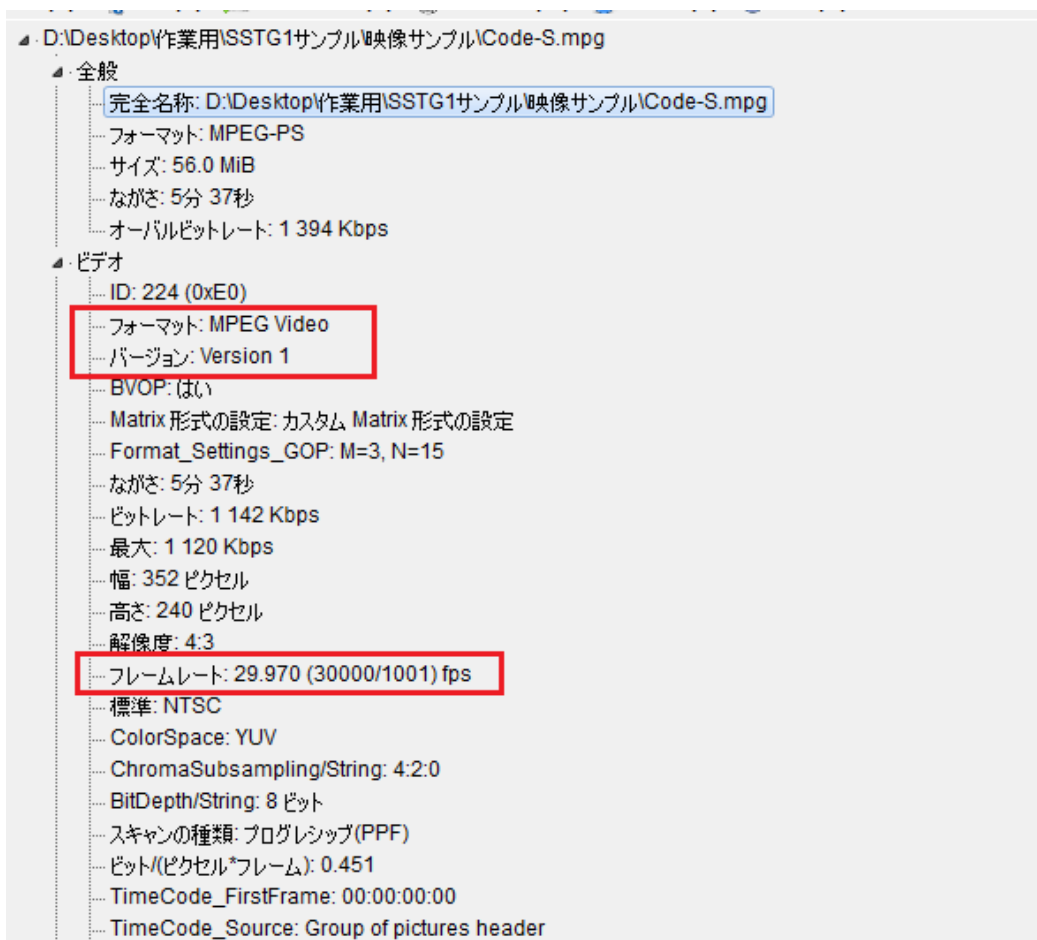 D:\Desktop\作業用\SSTG1サンプル\映像サンプル\Code-S.mpg
全般
完全名称: D:\Desktop\作業用\SSTG1サンプル\映像サンプル\Code-S.mpg
フォーマット: MPEG-PS
サイズ: 56.0 MiB
ながさ: 5分 37秒
オーバルビットレート: 1 394 Kbps
ビデオ
ID: 224 (0xE0)
フォーマット: MPEG Video
バージョン: Version 1
BVOP: はい
Matrix 形式の設定: カスタム Matrix 形式の設定
Format_Settings_GOP: M=3, N=15
ながさ: 5分 37秒
ビットレート: 1 142 Kbps
最大: 1 120 Kbps
幅: 352 ピクセル
高さ: 240 ピクセル
解像度: 4:3
フレームレート: 29.970 (30000/1001) fps
標準: NTSC
ColorSpace: YUV
ChromaSubsampling/String: 4:2:0
BitDepth/String: 8 ビット
スキャンの種類: プログレシップ(PPF)
ビット/(ピクセル*フレーム): 0.451
TimeCode_FirstFrame: 00:00:00:00
TimeCode_Source: Group of pictures header